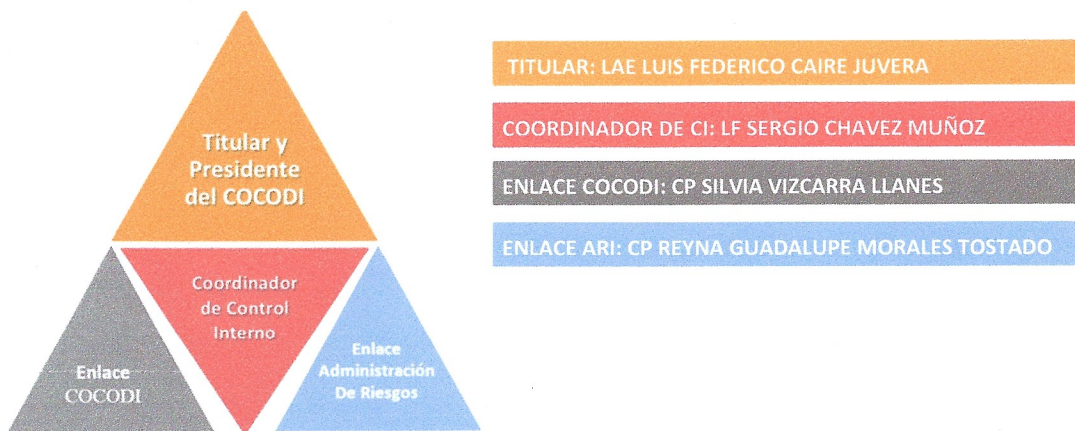 Titular y
Presidente
del COCODI
Coordinador
de Control
Interno
Enlace
COCODI
Enlace
Administración
De Riesgos
TITULAR: LAE LUIS FEDERICO CAIRE JUVERA
COORDINADOR DE CI: LF SERGIO CHAVEZ MUÑOZ
ENLACE COCODI: CP SILVIA VIZCARRA LLANES
ENLACE ARI: CP REYNA GUADALUPE MORALES TOSTADO